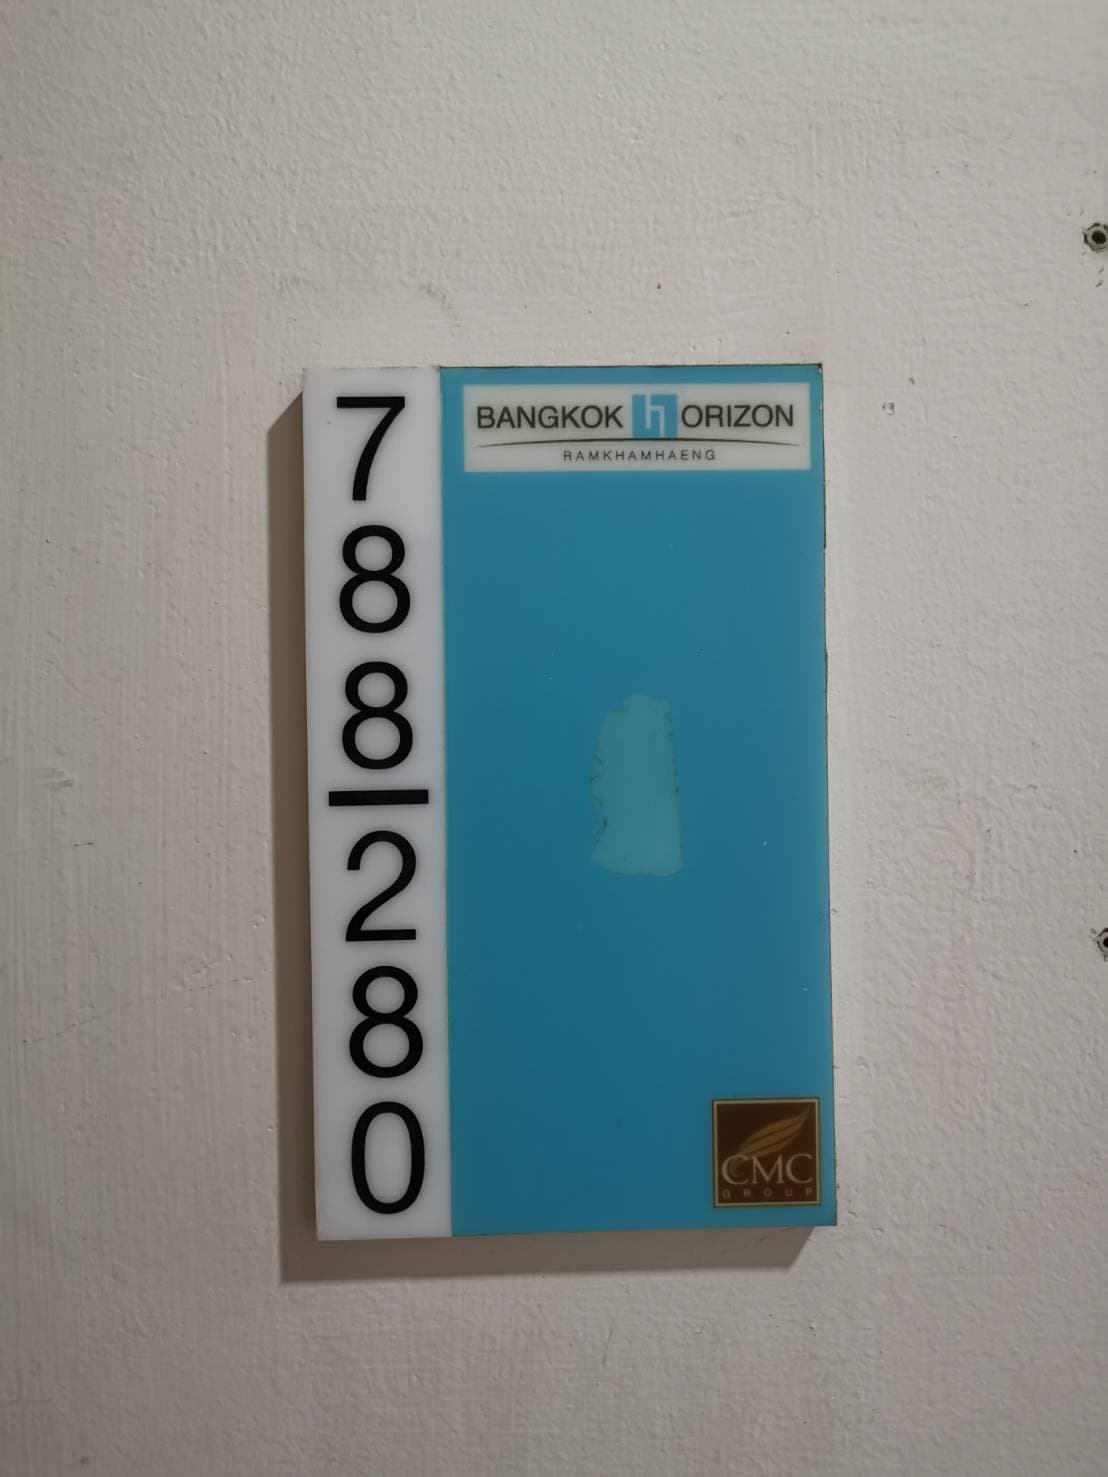 788/280
BANGKOK HORIZON
RAMKHAMHAENG
CMC
GROUP